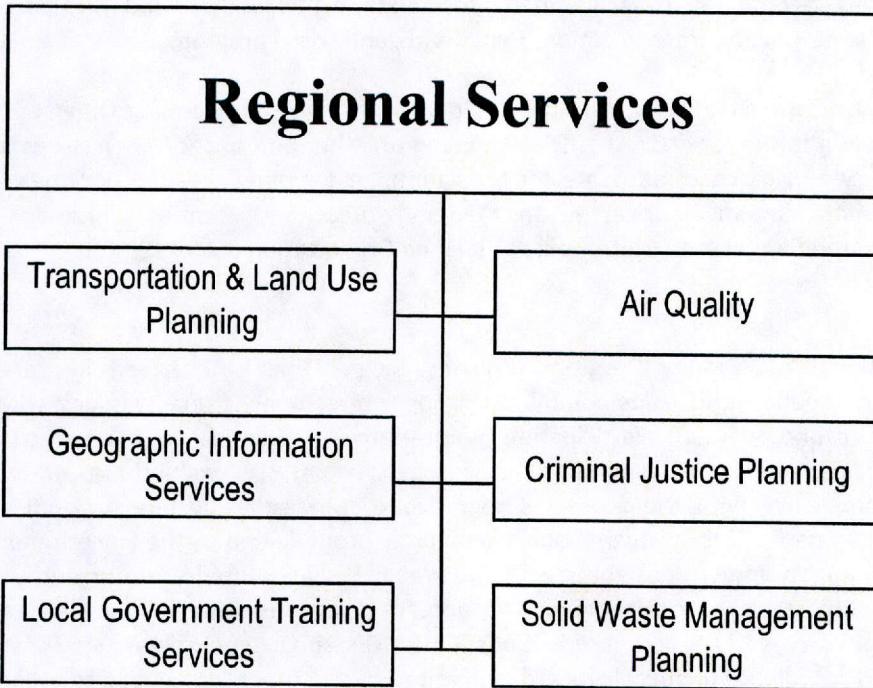 Regional Services
Transportation & Land Use
Planning
Air Quality
Geographic Information
Services
Criminal Justice Planning
Local Government Training
Services
Solid Waste Management
Planning